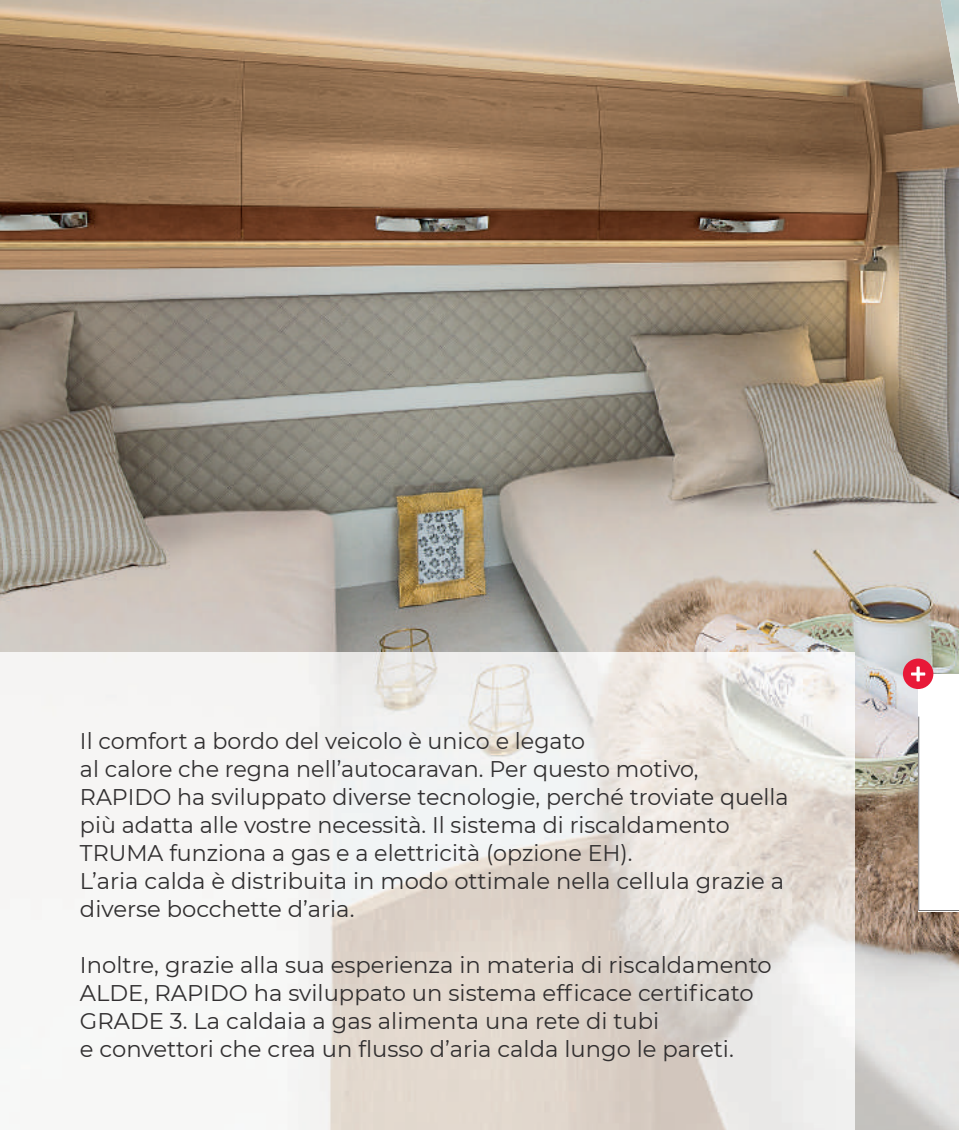 Il comfort a bordo del veicolo è unico e legato
al calore che regna nell’autocaravan. Per questo motivo,
RAPIDO ha sviluppato diverse tecnologie, perché troviate quella
più adatta alle vostre necessità. Il sistema di riscaldamento
TRUMA funziona a gas e a elettricità (opzione EH).
L’aria calda è distribuita in modo ottimale nella cellula grazie a
diverse bocchette d’aria.

Inoltre, grazie alla sua esperienza in materia di riscaldamento
ALDE, RAPIDO ha sviluppato un sistema efficace certificato
GRADE 3. La caldaia a gas alimenta una rete di tubi
e convettori che crea un flusso d’aria calda lungo le pareti.